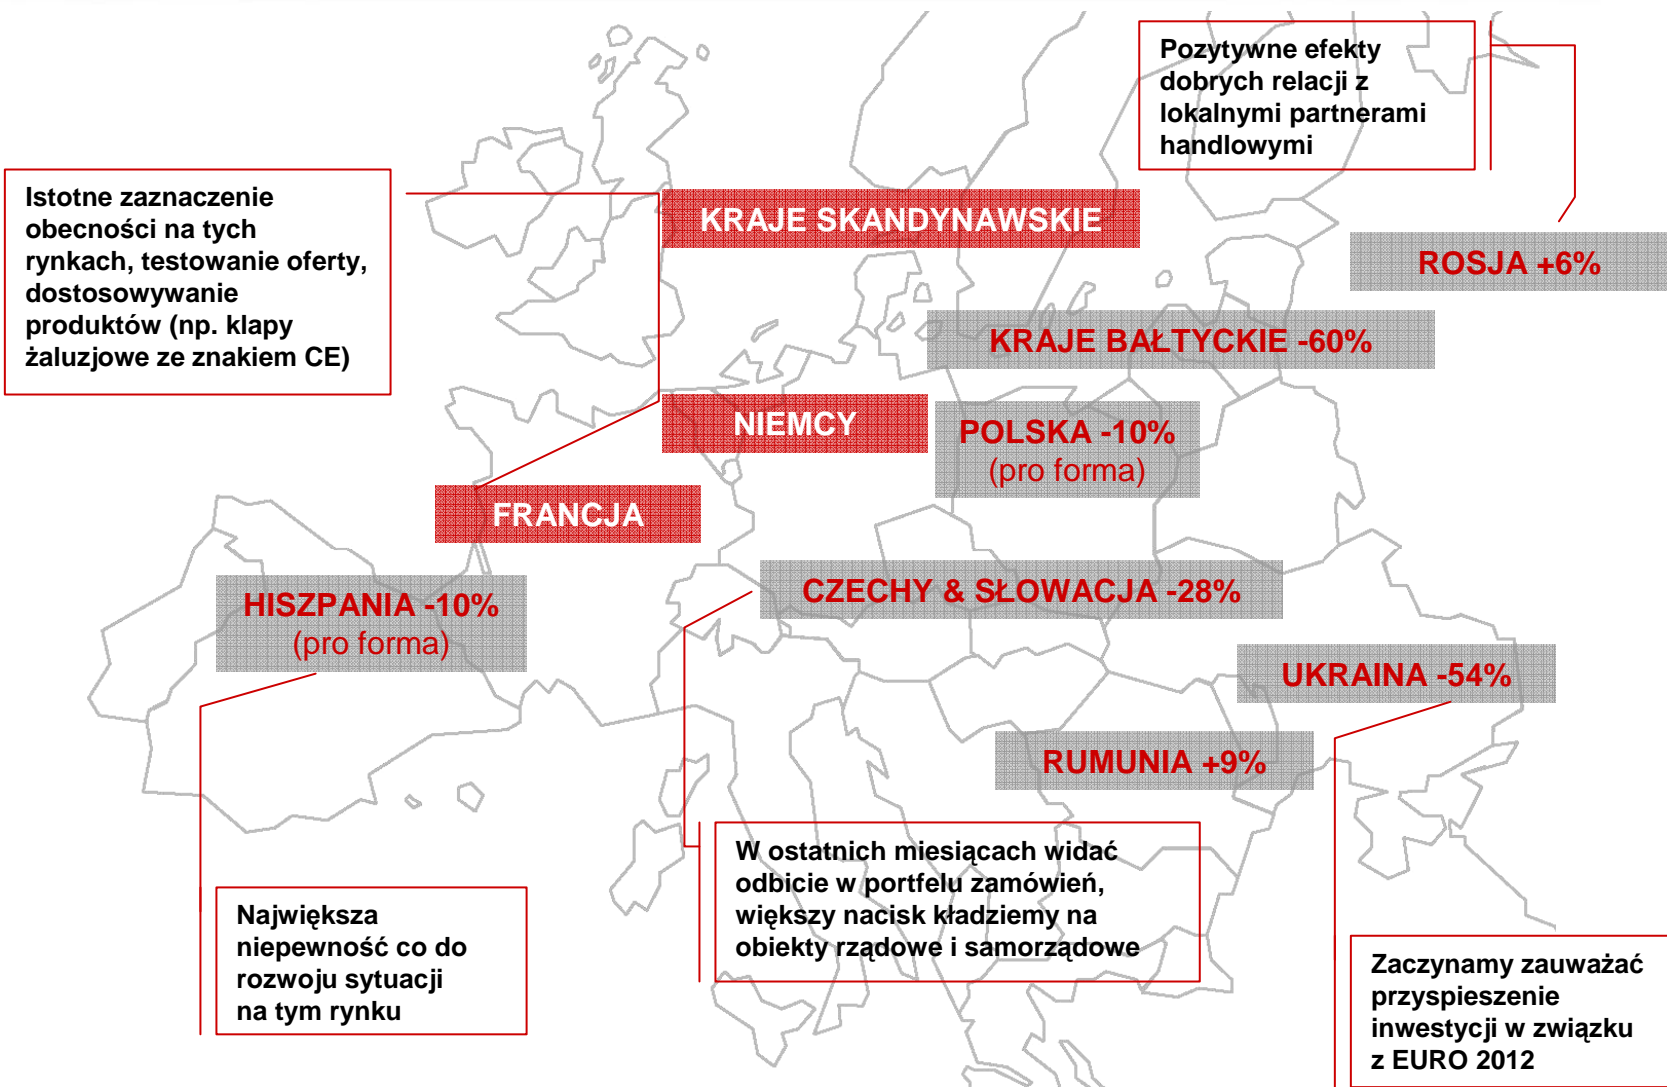 Pozytywne efekty
dobrych relacji z
lokalnymi partnerami
handlowymi
Istotne zaznaczenie
obecności na tych
rynkach, testowanie oferty,
dostosowywanie
produktów (np. klapy
żaluzjowe ze znakiem CE)
KRAJE SKANDYNAWSKIE
ROSJA +6%
KRAJE BAŁTYCKIE -60%
NIEMCY
POLSKA -10%
(pro forma)
FRANCJA
HISZPANIA -10%
(pro forma)
CZECHY & SŁOWACJA -28%
UKRAINA -54%
RUMUNIA +9%
W ostatnich miesiącach widać
odbicie w portfelu zamówień,
większy nacisk kładziemy na
obiekty rządowe i samorządowe
Największa
niepewność co do
rozwoju sytuacji
na tym rynku
Zaczynamy zauważać
przyspieszenie
inwestycji w związku
z EURO 2012